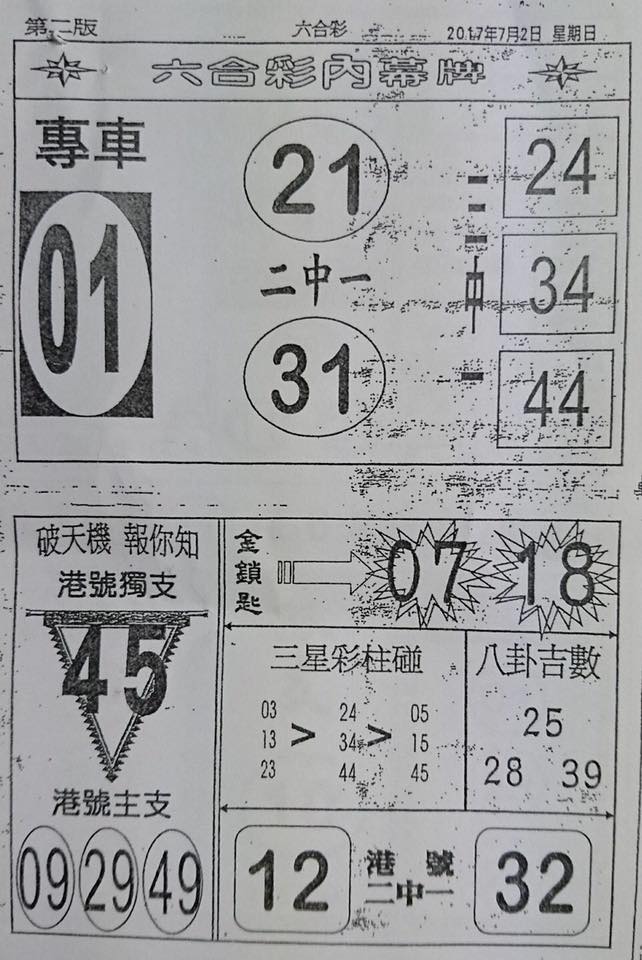 第二版 六合彩 2017年7月2日 星期日
六合彩內幕牌
專車
01
21
二中一
31
三中一
24
34
44
破天機 報你知
港號獨支
45
港號主支
09 29 49
金鎖匙
07 18
三星彩柱碰
03 24 05
13 > 34 > 15
23 44 45
八卦吉數
25
28 39
12
港號
二中一
32